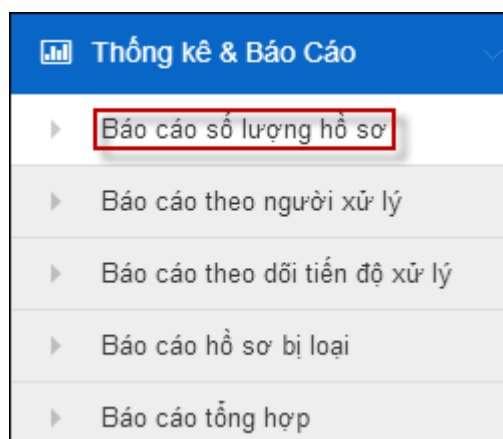 Thống kê & Báo Cáo
Báo cáo số lượng hồ sơ
Báo cáo theo người xử lý
Báo cáo theo dõi tiến độ xử lý
Báo cáo hồ sơ bị loại
Báo cáo tổng hợp